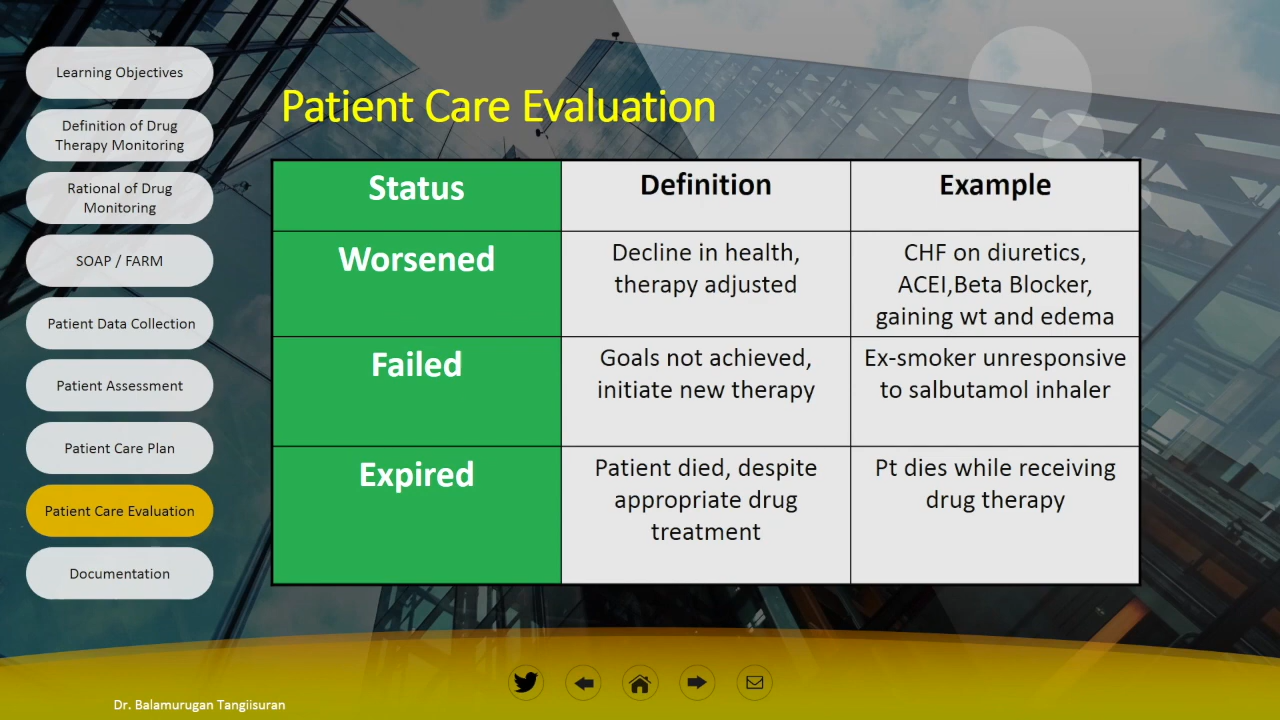 Learning Objectives
Definition of Drug
Therapy Monitoring
Rational of Drug
Monitoring
SOAP / FARM
Patient Data Collection
Patient Assessment
Patient Care Plan
Patient Care Evaluation
Documentation
Patient Care Evaluation
Status
Definition
Example
Worsened
Decline in health,
therapy adjusted
CHF on diuretics,
ACEI,Beta Blocker,
gaining wt and edema
Failed
Goals not achieved,
initiate new therapy
Ex-smoker unresponsive
to salbutamol inhaler
Expired
Patient died, despite
appropriate drug
treatment
Pt dies while receiving
drug therapy
Dr. Balamurugan Tangiisuran